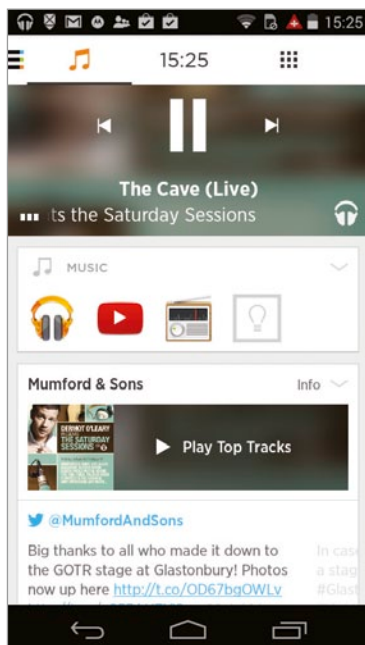 15:25
15:25
The Cave (Live)
ts the Saturday Sessions
MUSIC
Mumford & Sons
Info
DERMOT O'LEARY
THE SATURDAY
SESSIONS
Play Top Tracks
@MumfordAndSons
Big thanks to all who made it down to
the GOTR stage at Glastonbury! Photos
now up here http://t.co/OD67bgOWLv
In case
a stag
#Glast